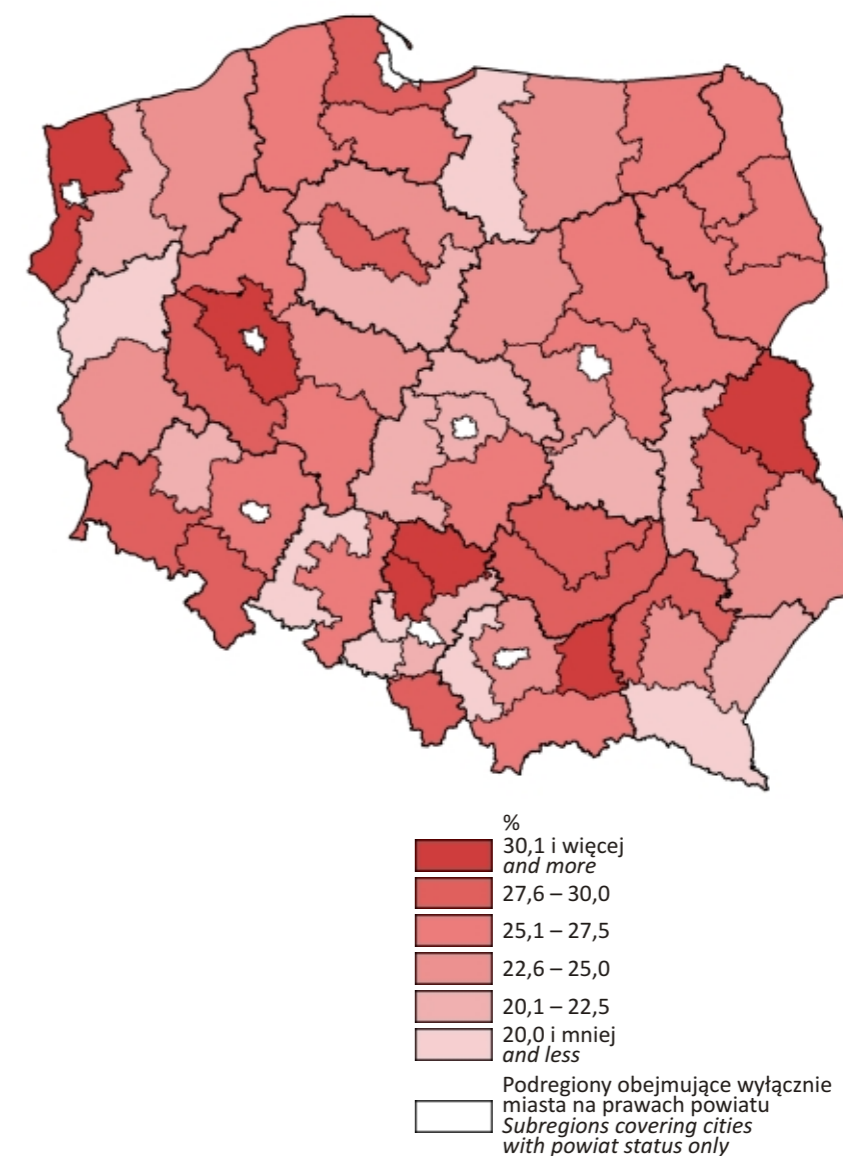 %
30,1 i więcej
and more
27,6 – 30,0
25,1 – 27,5
22,6 – 25,0
20,1 – 22,5
20,0 i mniej
and less
Podregiony obejmujące wyłącznie
miasta na prawach powiatu
Subregions covering cities
with powiat status only